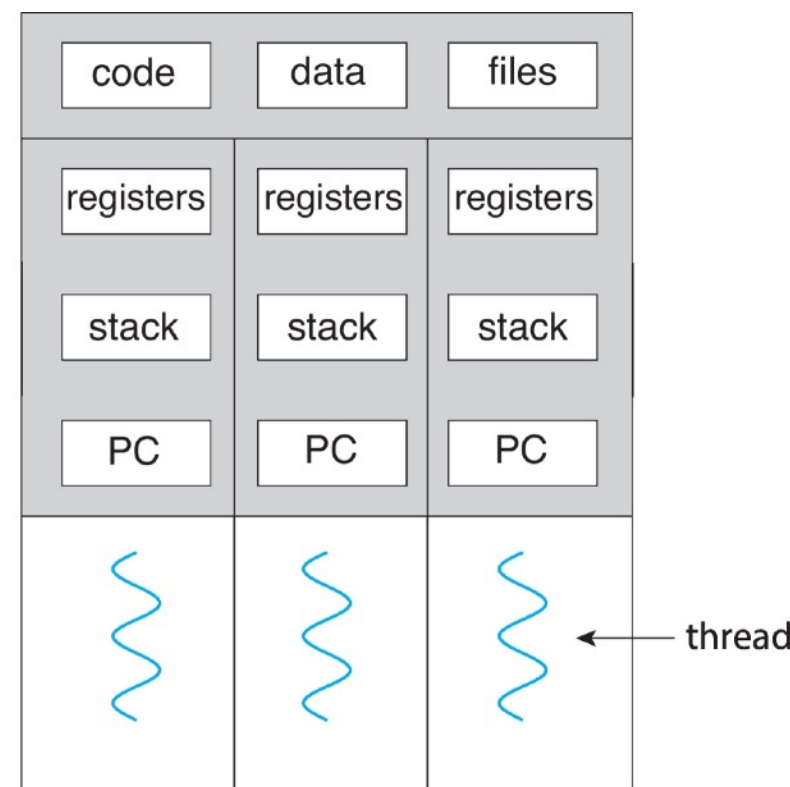 code data files
registers registers registers
stack stack stack
PC PC PC
thread